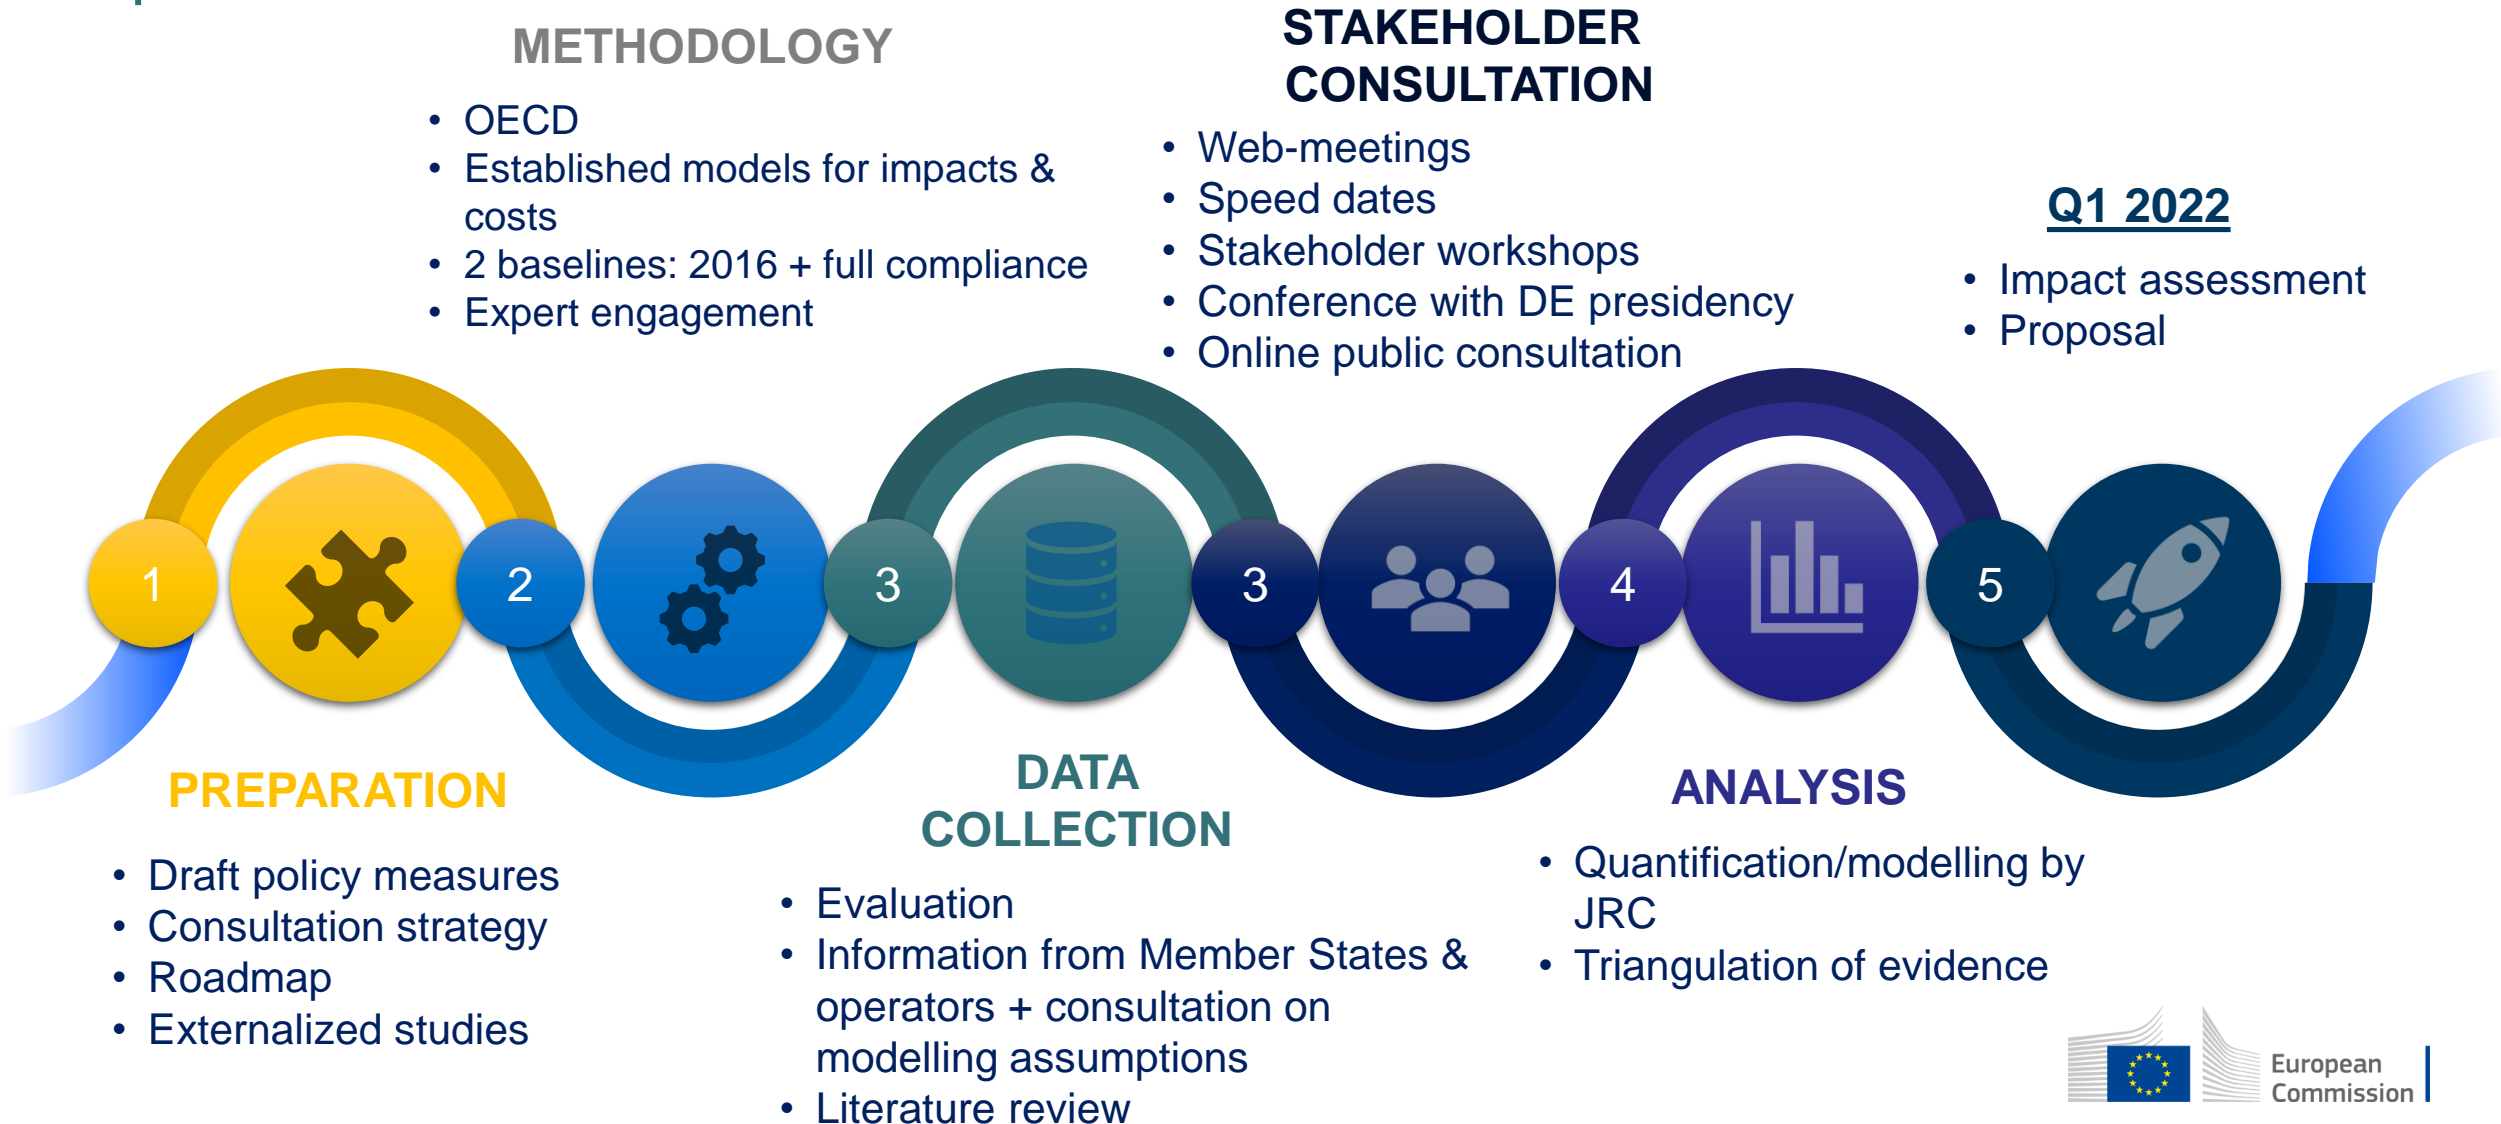 METHODOLOGY
• OECD
• Established models for impacts &
costs
• 2 baselines: 2016 + full compliance
• Expert engagement
STAKEHOLDER
CONSULTATION
• Web-meetings
• Speed dates
• Stakeholder workshops
• Conference with DE presidency
• Online public consultation
Q1 2022
• Impact assessment
• Proposal
1
2
3
3
4
5
PREPARATION
• Draft policy measures
• Consultation strategy
• Roadmap
• Externalized studies
DATA
COLLECTION
• Evaluation
• Information from Member States &
operators + consultation on
modelling assumptions
• Literature review
ANALYSIS
• Quantification/modelling by
JRC
• Triangulation of evidence
European
Commission